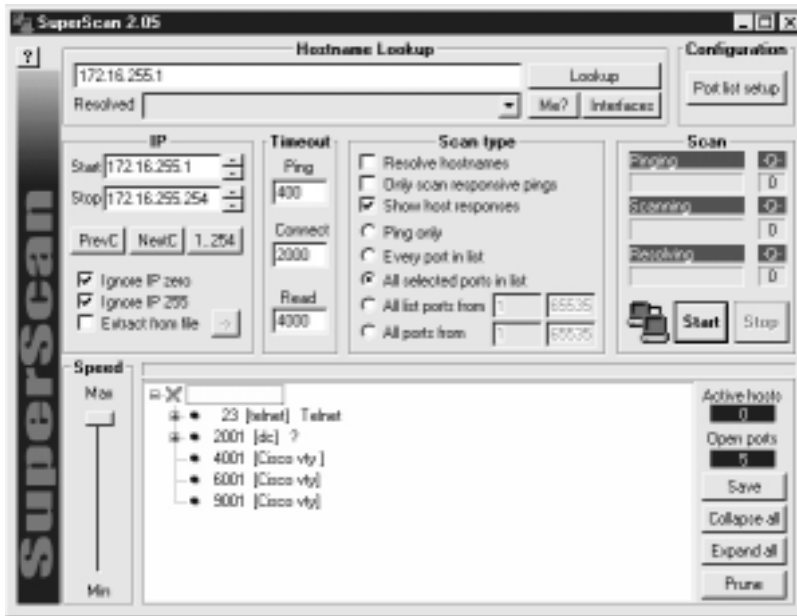 SuperScan 2.05
?
Hostname Lookup
172.16.255.1
Lookup
Resolved
Me?
Interfaces
Configuration
Port list setup
IP
Start 172.16.255.1
Stop 172.16.255.254
PrevC
NextC
1..254
Ignore IP zero
Ignore IP 255
Extract from file
->
Timeout
Ping
400
Connect
2000
Read
4000
Scan type
Resolve hostnames
Only scan responsive pings
Show host responses
Ping only
Every port in list
All selected ports in list
All list ports from 1 65535
All ports from 1 65535
Scan
Pinging
0
Scanning
0
Resolving
0
Start
Stop
SuperScan
Speed
Max
Min
23 [telnet] Telnet
2001 [dc] ?
4001 [Cisco vty ]
6001 [Cisco vty]
9001 [Cisco vty]
Active hosts
0
Open ports
5
Save
Collapse all
Expand all
Prune